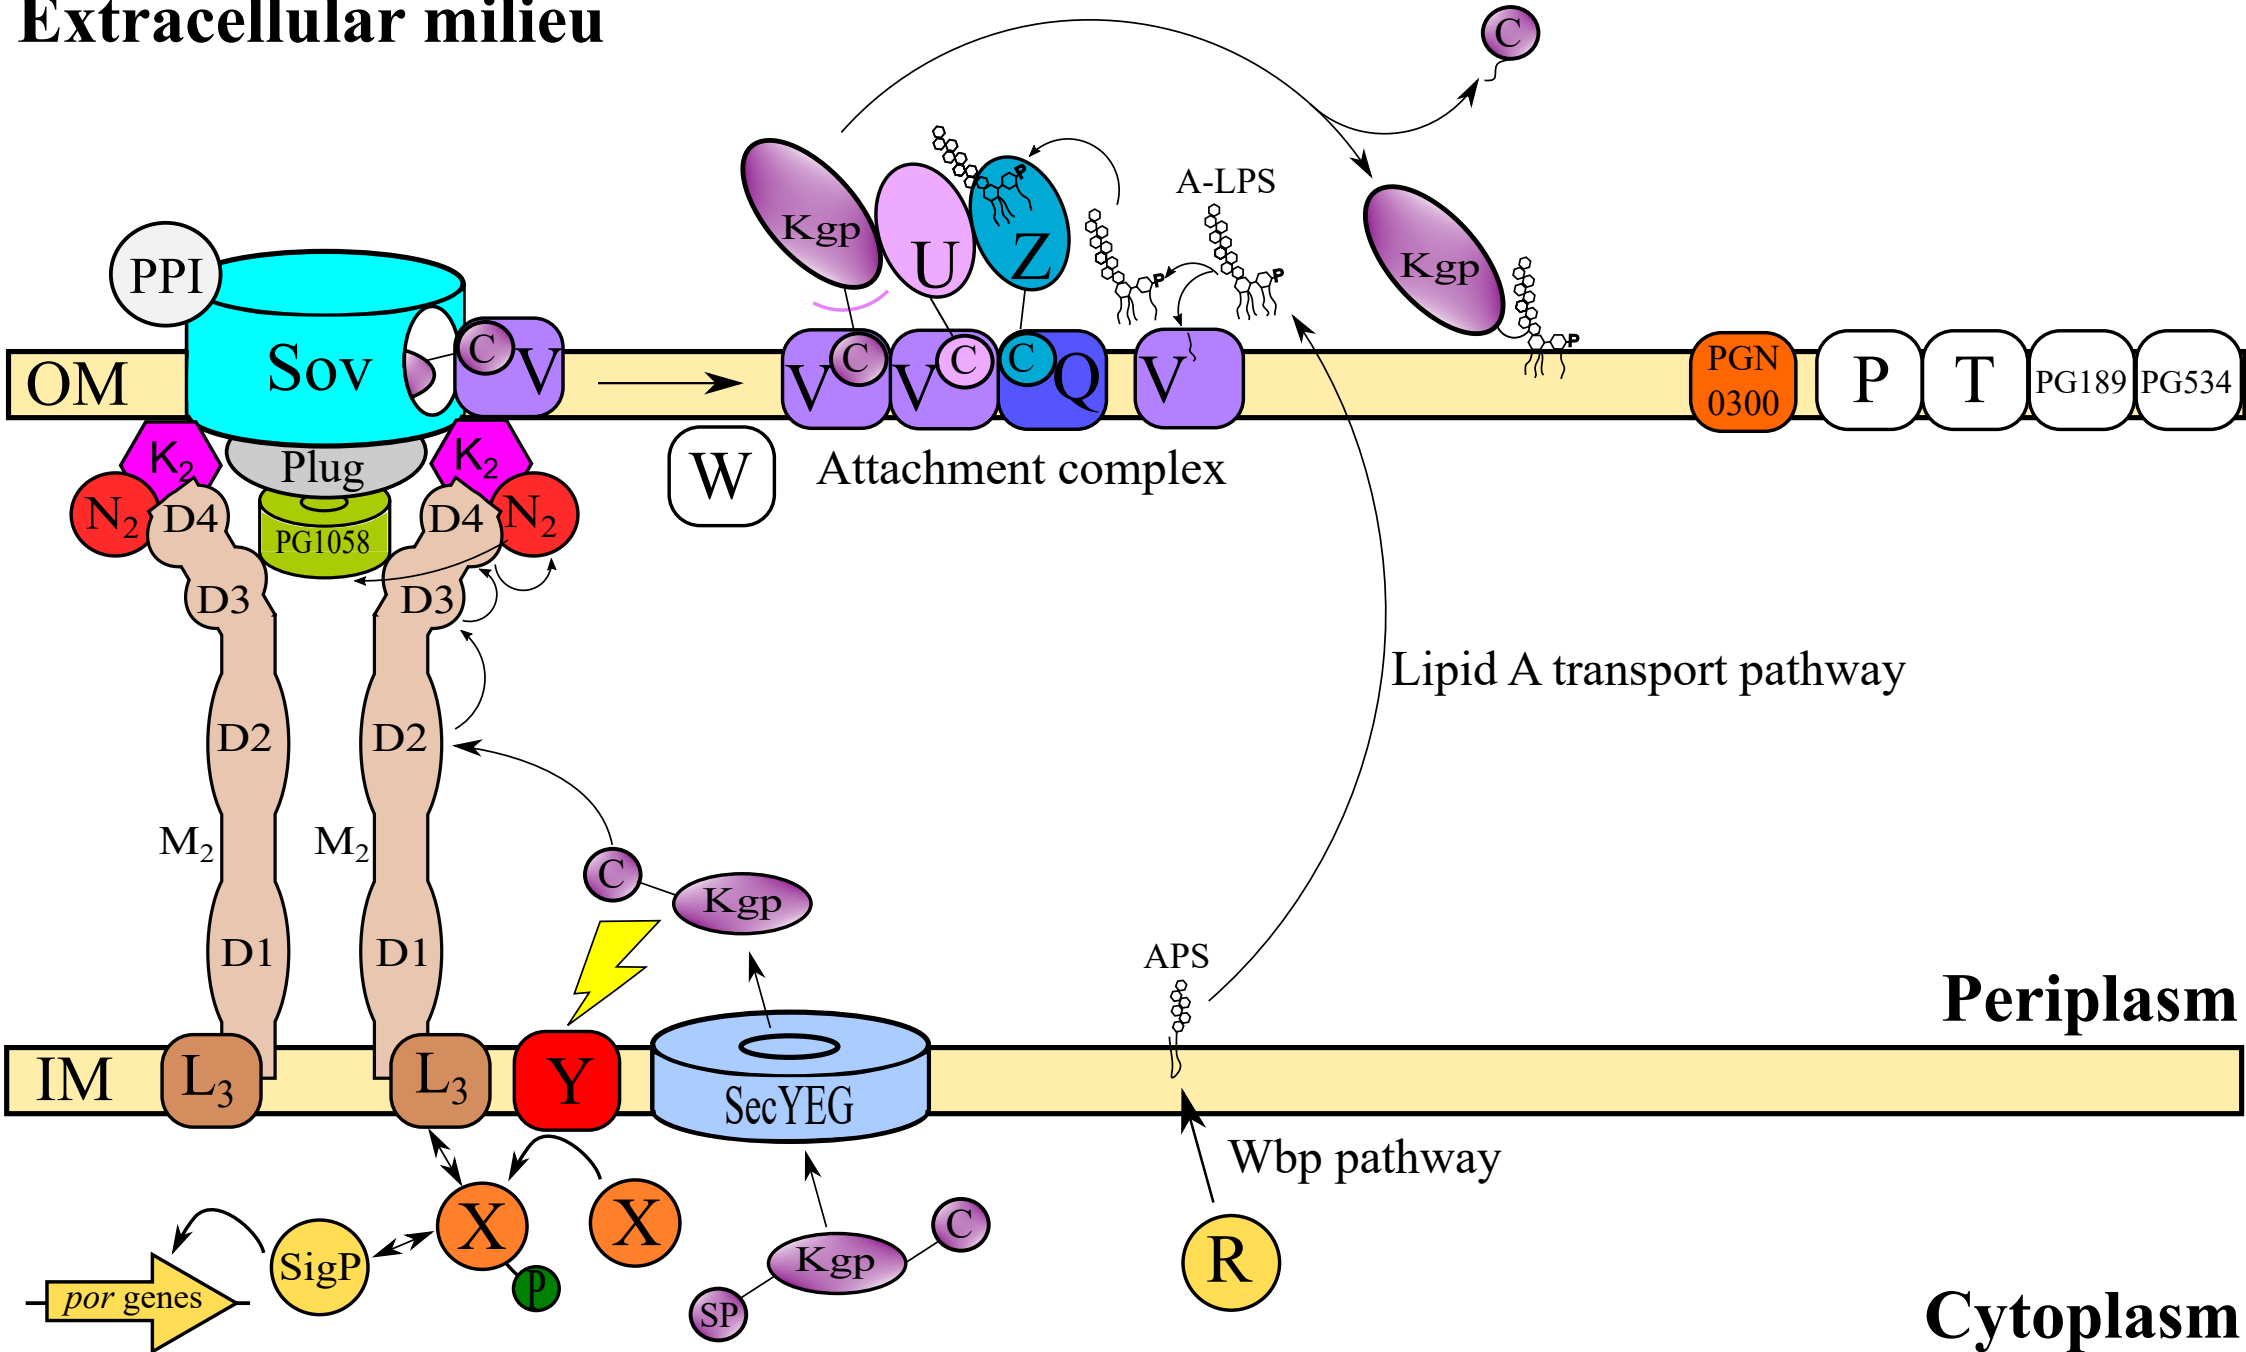 Extracellular milieu
C
A-LPS
P
Kgp
U
Z
P
P
Kgp
P
PPI
Sov
C
V
OM
V
C
V
C
C
Q
V
PGN
0300
P
T
PG189
PG534
K2
Plug
K2
W
Attachment complex
N2
D4
PG1058
D4
N2
D3
D3
Lipid A transport pathway
D2
D2
M2
M2
C
Kgp
D1
D1
APS
Periplasm
IM
L3
L3
Y
SecYEG
Wbp pathway
X
X
C
SigP
Kgp
R
P
por genes
SP
Cytoplasm